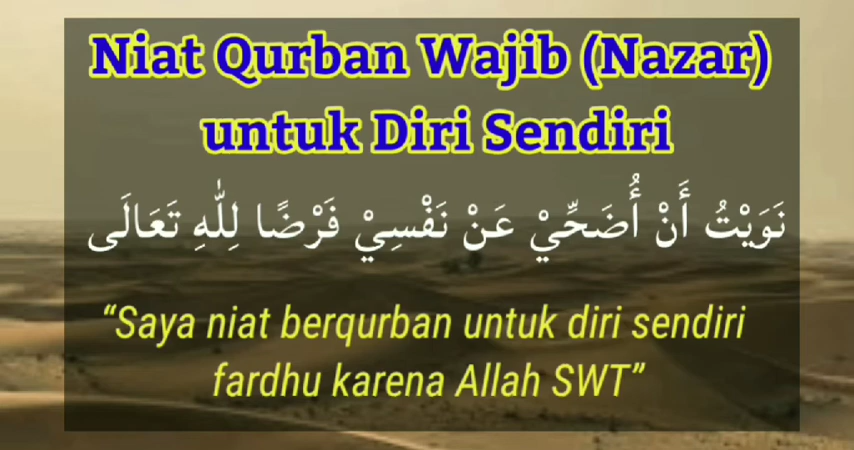 Niat Qurban Wajib (Nazar)
untuk Diri Sendiri
نَوَيْتُ أَنْ أُضَحِّيْ عَنْ نَفْسِيْ فَرْضًا لِلّٰهِ تَعَالَى
“Saya niat berqurban untuk diri sendiri
fardhu karena Allah SWT”